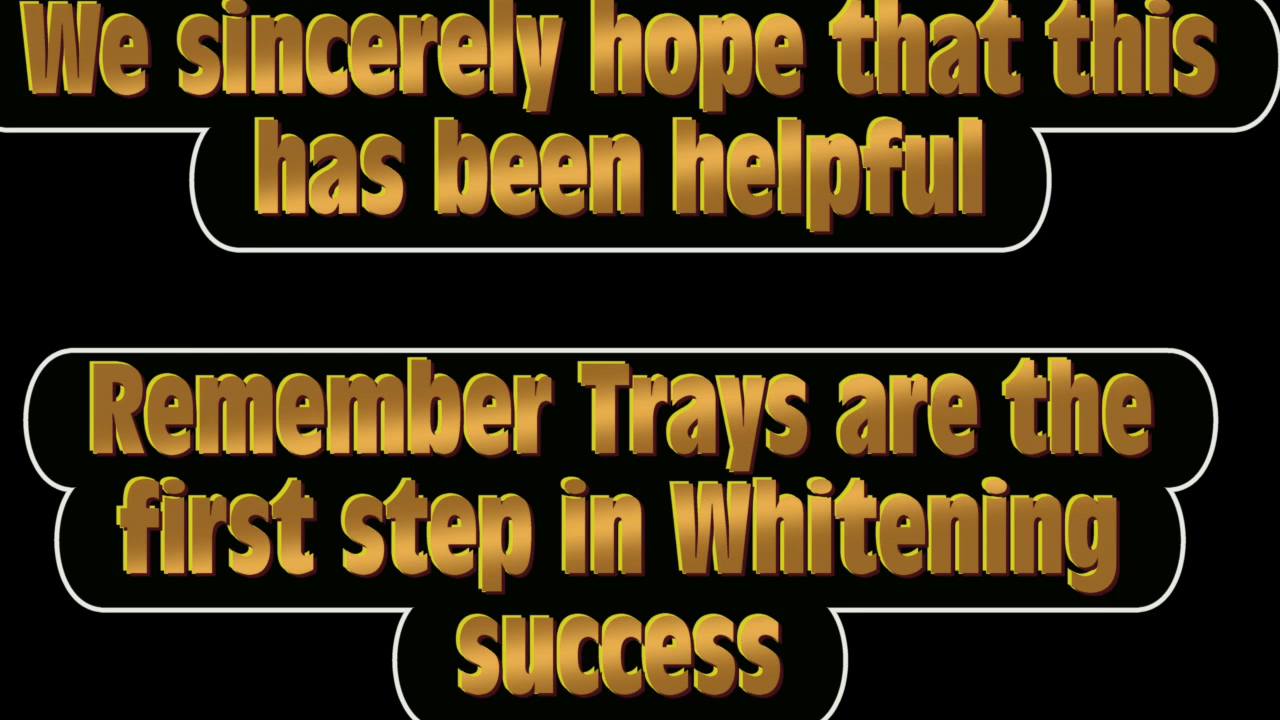 We sincerely hope that this
has been helpful
Remember Trays are the
first step in Whitening
success